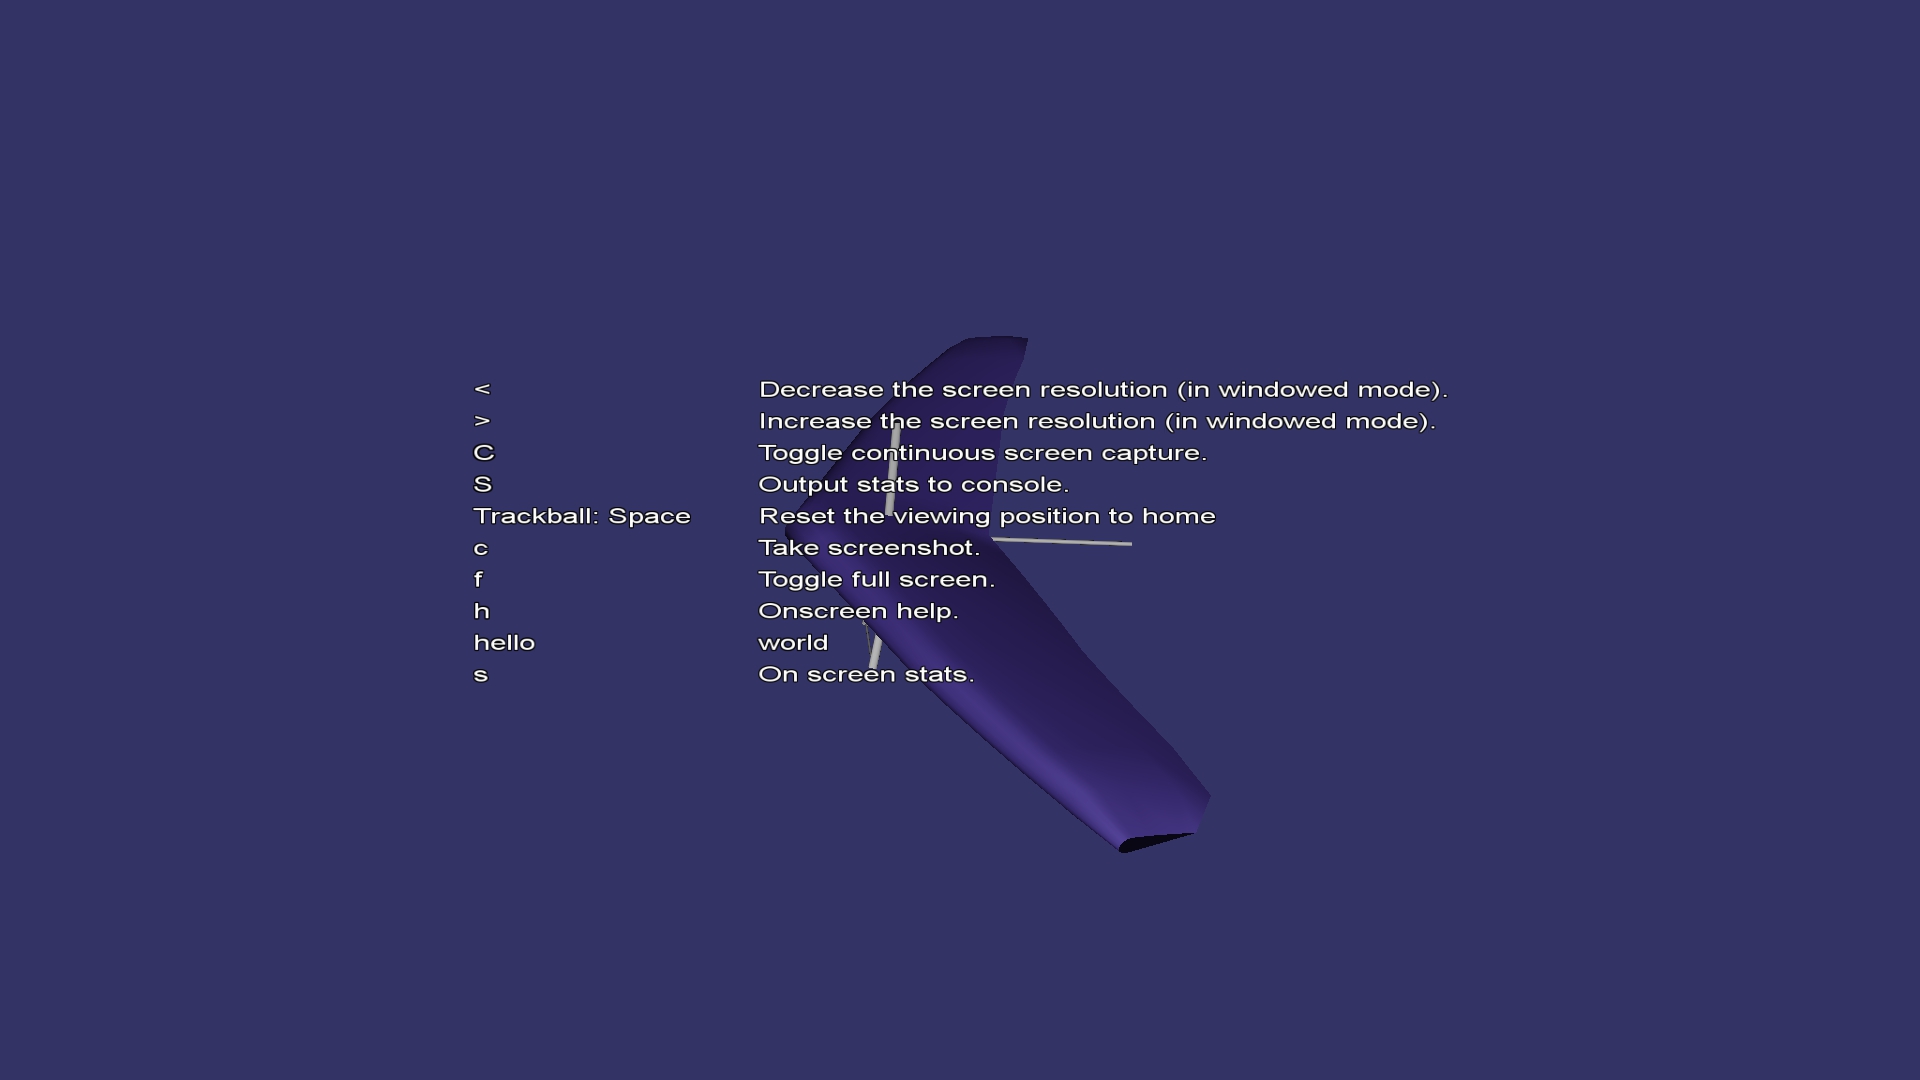 < Decrease the screen resolution (in windowed mode).
> Increase the screen resolution (in windowed mode).
C Toggle continuous screen capture.
S Output stats to console.
Trackball: Space Reset the viewing position to home
c Take screenshot.
f Toggle full screen.
h Onscreen help.
hello world
s On screen stats.